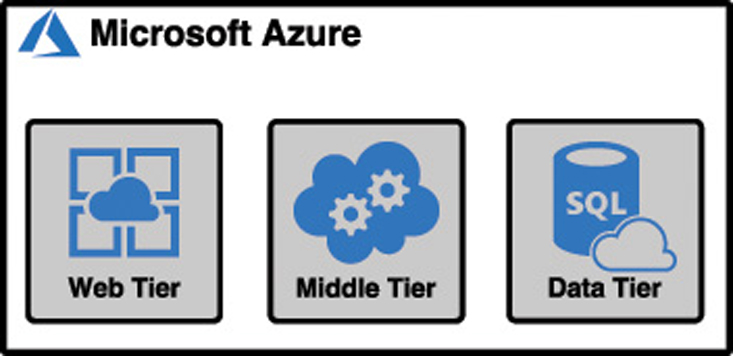 Microsoft Azure
SQL
Web Tier
Middle Tier
Data Tier